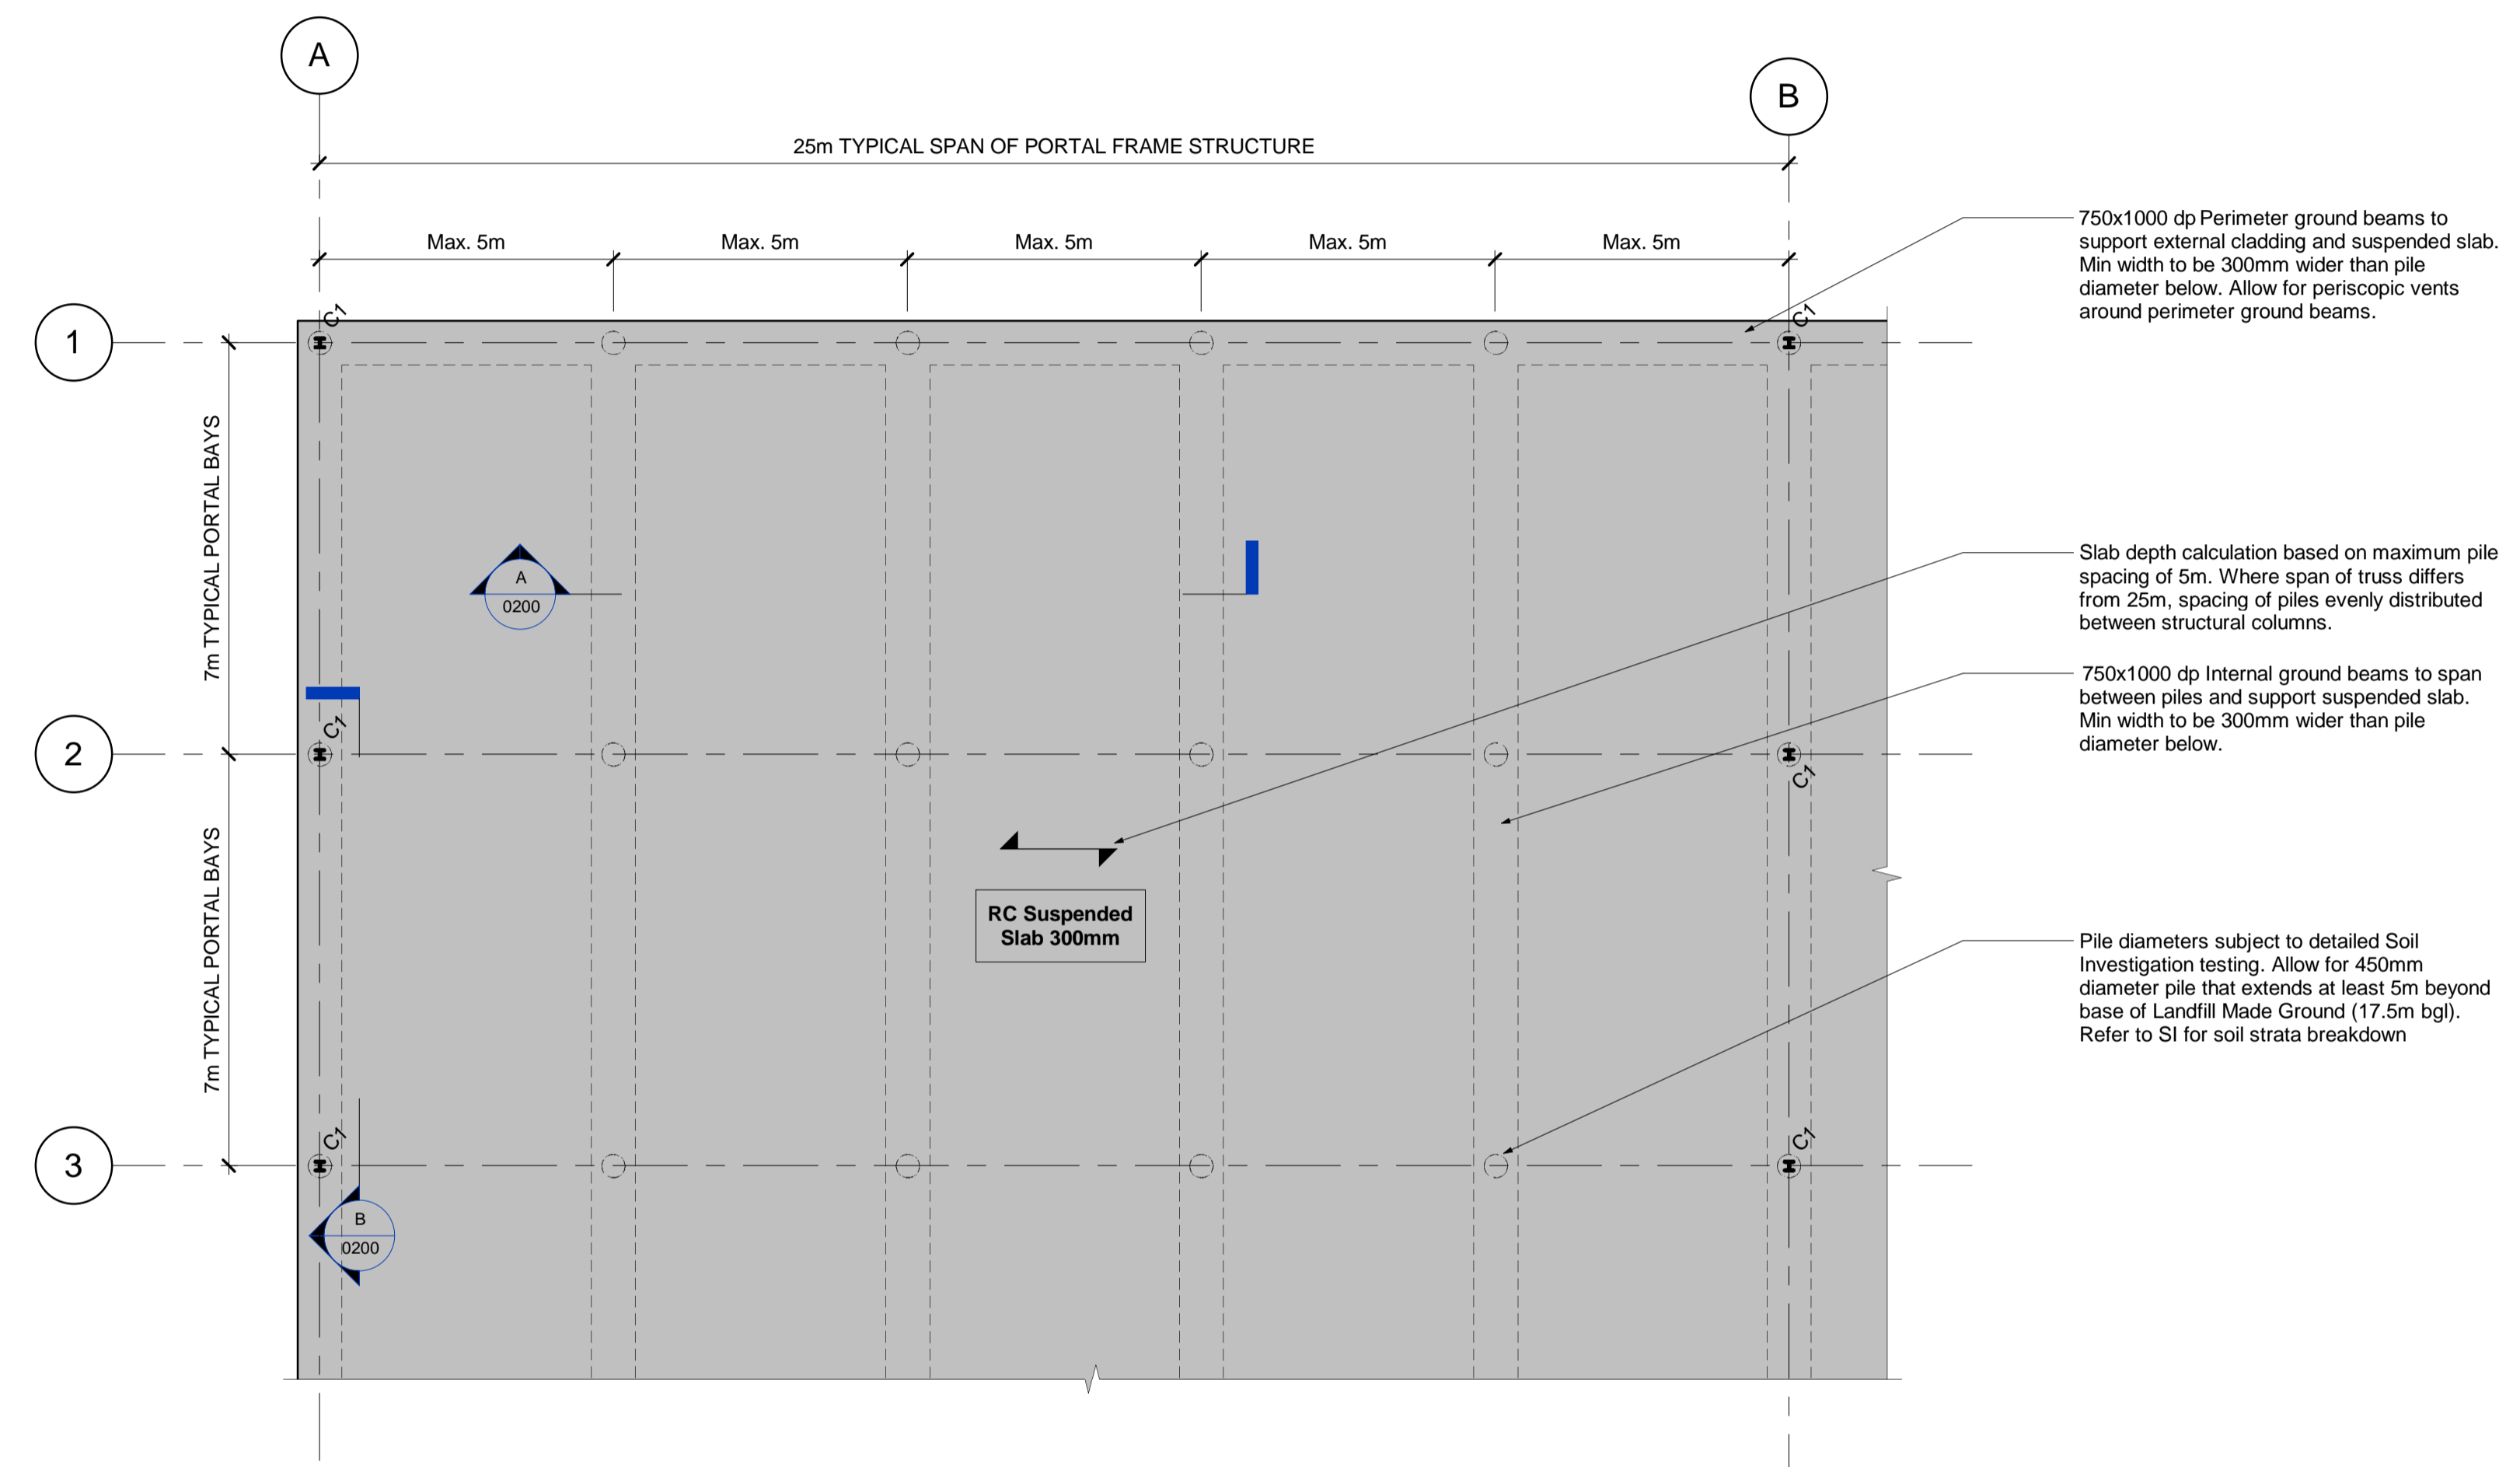 A
B
25m TYPICAL SPAN OF PORTAL FRAME STRUCTURE
Max. 5m
Max. 5m
Max. 5m
Max. 5m
Max. 5m
750x1000 dp Perimeter ground beams to
support external cladding and suspended slab.
Min width to be 300mm wider than pile
diameter below. Allow for periscopic vents
around perimeter ground beams.
C1
C1
1
7m TYPICAL PORTAL BAYS
A
0200
Slab depth calculation based on maximum pile
spacing of 5m. Where span of truss differs
from 25m, spacing of piles evenly distributed
between structural columns.
750x1000 dp Internal ground beams to span
between piles and support suspended slab.
Min width to be 300mm wider than pile
diameter below.
C1
2
C1
7m TYPICAL PORTAL BAYS
RC Suspended
Slab 300mm
Pile diameters subject to detailed Soil
Investigation testing. Allow for 450mm
diameter pile that extends at least 5m beyond
base of Landfill Made Ground (17.5m bgl).
Refer to SI for soil strata breakdown
C1
C1
3
B
0200